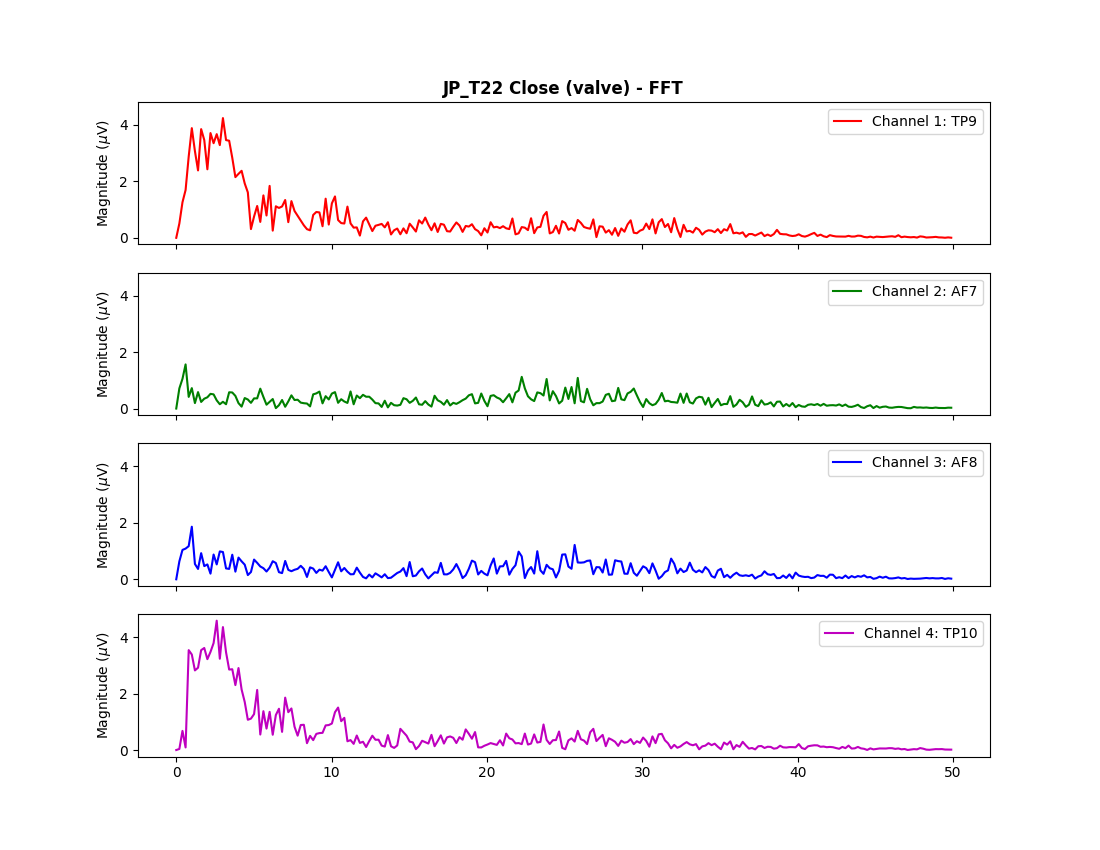 JP_T22 Close (valve) - FFT
Channel 1: TP9
Magnitude (μV)
4
2
0
Channel 2: AF7
Magnitude (μV)
4
2
0
Channel 3: AF8
Magnitude (μV)
4
2
0
Channel 4: TP10
Magnitude (μV)
4
2
0
0 10 20 30 40 50